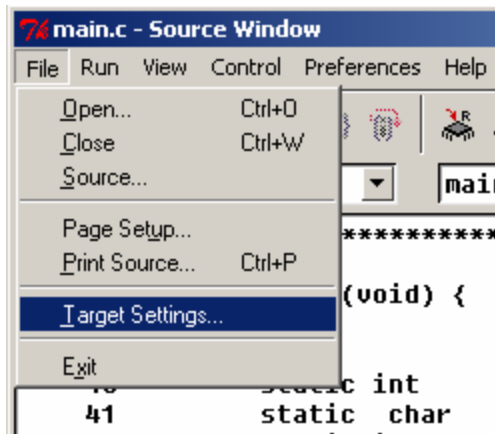 main.c - Source Window
File Run View Control Preferences Help
Open... Ctrl+O
Close Ctrl+W
Source...
Page Setup...
Print Source... Ctrl+P
Target Settings...
Exit
R
**********
(void) {
static int
41 static char